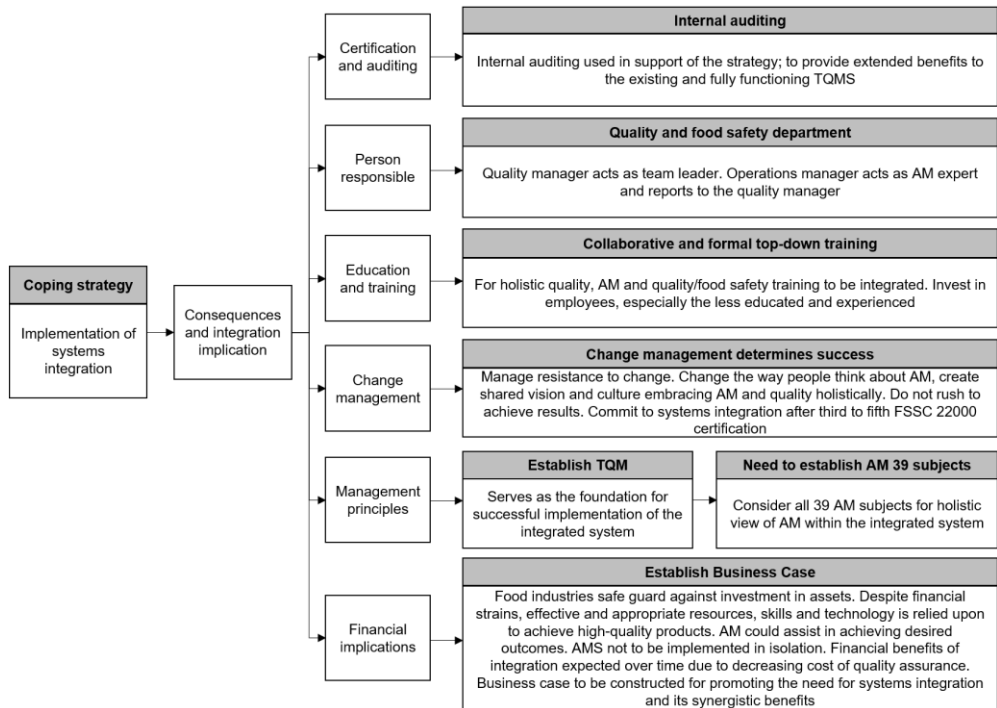 Coping strategy
Implementation of
systems
integration
Consequences
and integration
implication
Certification
and auditing
Internal auditing
Internal auditing used in support of the strategy; to provide extended benefits to
the existing and fully functioning TQMS
Person
responsible
Quality and food safety department
Quality manager acts as team leader. Operations manager acts as AM expert
and reports to the quality manager
Education
and training
Collaborative and formal top-down training
For holistic quality, AM and quality/food safety training to be integrated. Invest in
employees, especially the less educated and experienced
Change
management
Change management determines success
Manage resistance to change. Change the way people think about AM, create
shared vision and culture embracing AM and quality holistically. Do not rush to
achieve results. Commit to systems integration after third to fifth FSSC 22000
certification
Management
principles
Establish TQM
Serves as the foundation for
successful implementation of the
integrated system
Need to establish AM 39 subjects
Consider all 39 AM subjects for holistic
view of AM within the integrated system
Financial
implications
Establish Business Case
Food industries safe guard against investment in assets. Despite financial
strains, effective and appropriate resources, skills and technology is relied upon
to achieve high-quality products. AM could assist in achieving desired
outcomes. AMS not to be implemented in isolation. Financial benefits of
integration expected over time due to decreasing cost of quality assurance.
Business case to be constructed for promoting the need for systems integration
and its synergistic benefits